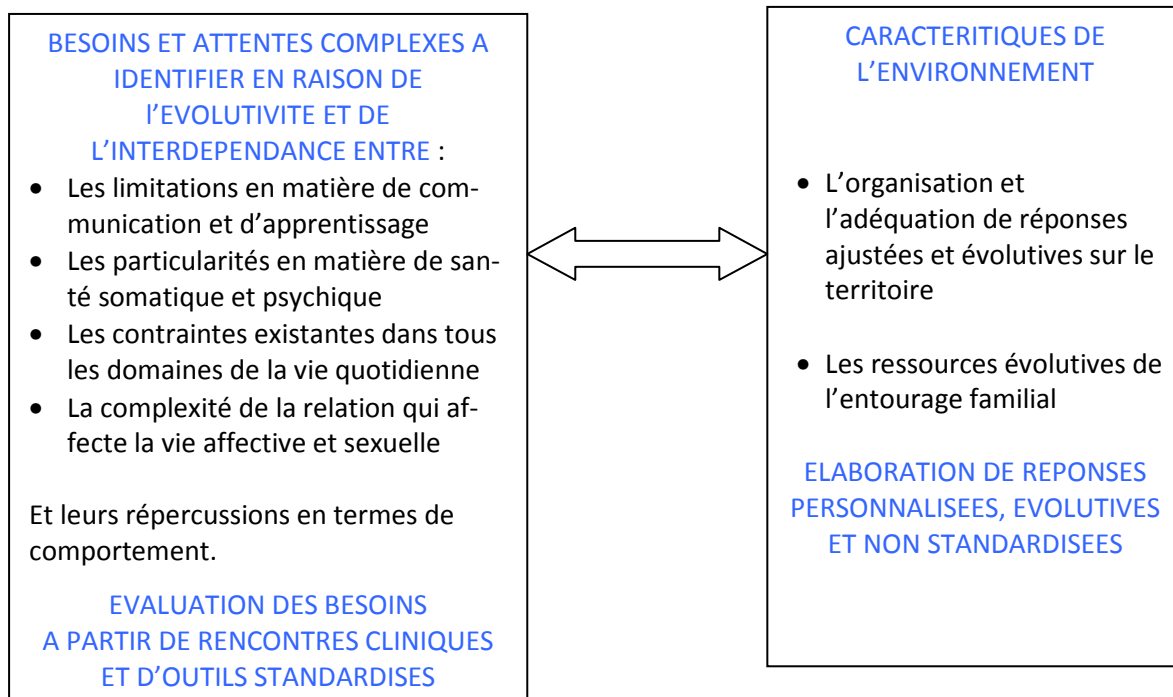 BESOINS ET ATTENTES COMPLEXES A
IDENTIFIER EN RAISON DE
l'EVOLUTIVITE ET DE
L'INTERDEPENDANCE ENTRE :
• Les limitations en matière de com-
munication et d'apprentissage
• Les particularités en matière de san-
té somatique et psychique
• Les contraintes existantes dans tous
les domaines de la vie quotidienne
• La complexité de la relation qui af-
fecte la vie affective et sexuelle
Et leurs répercussions en termes de
comportement.
EVALUATION DES BESOINS
A PARTIR DE RENCONTRES CLINIQUES
ET D'OUTILS STANDARDISES
CARACTERITIQUES DE
L'ENVIRONNEMENT
• L'organisation et
l'adéquation de réponses
ajustées et évolutives sur le
territoire
• Les ressources évolutives de
l'entourage familial
ELABORATION DE REPONSES
PERSONNALISEES, EVOLUTIVES
ET NON STANDARDISEES